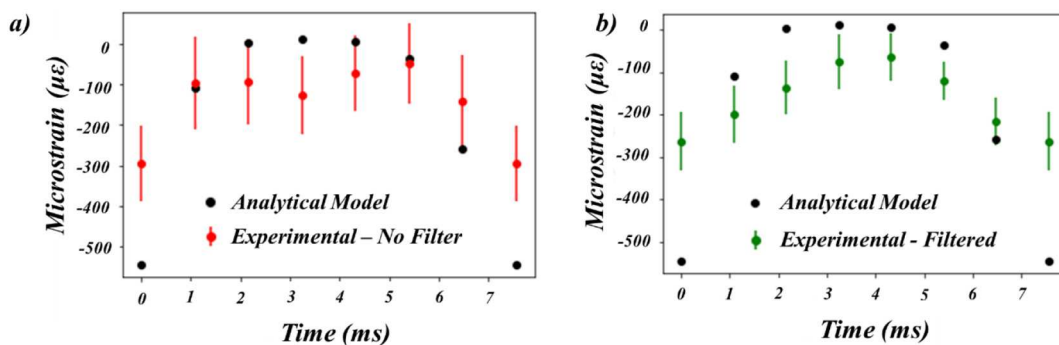 a)
Microstrain (με)
0
-100
-200
-300
-400
-500
Analytical Model
Experimental – No Filter
0 1 2 3 4 5 6 7
Time (ms)
b)
Microstrain (με)
0
-100
-200
-300
-400
-500
Analytical Model
Experimental - Filtered
0 1 2 3 4 5 6 7
Time (ms)